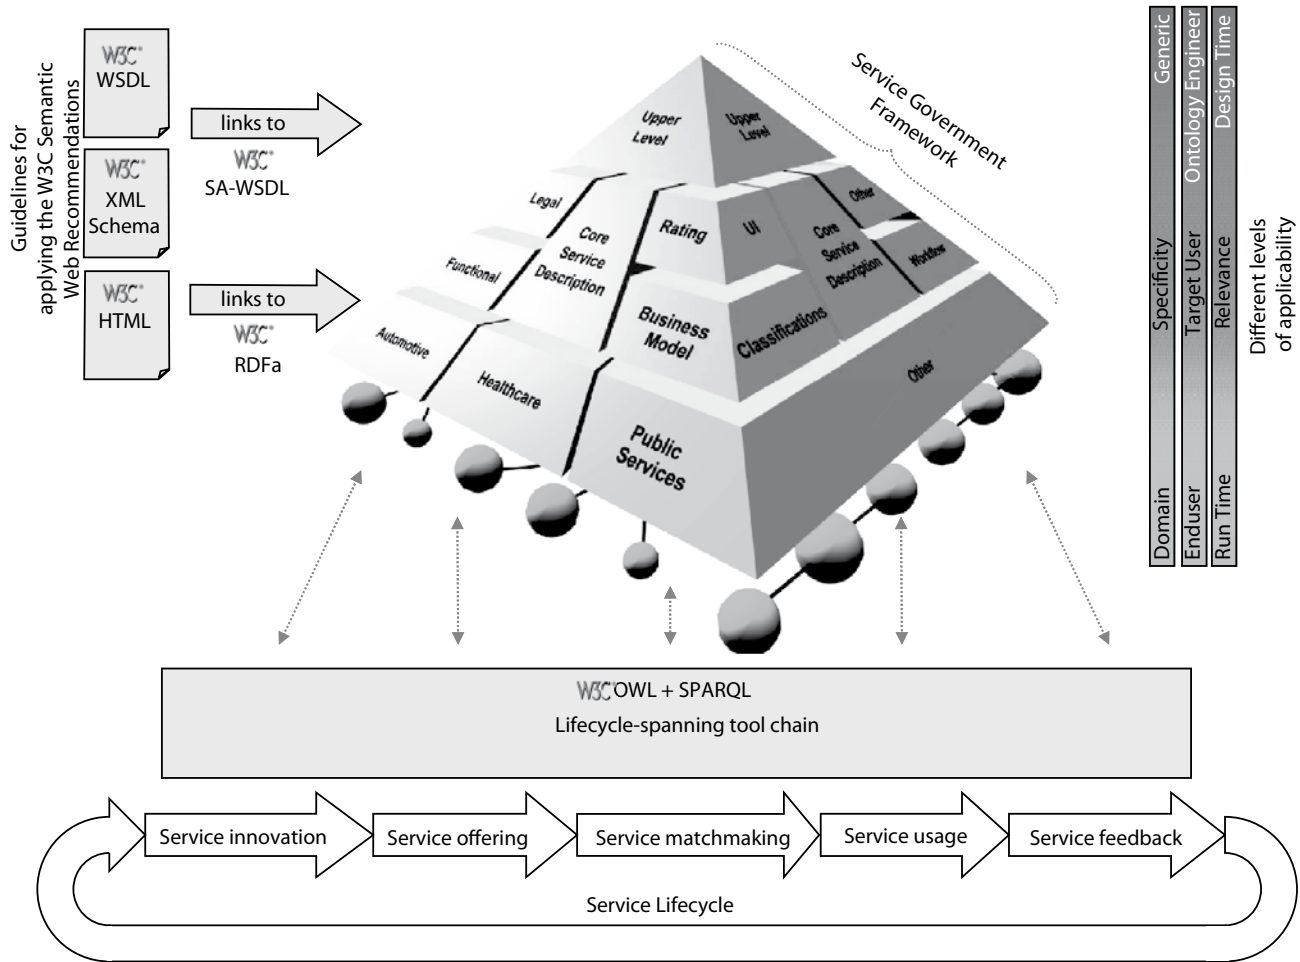 Guidelines for
applying the W3C Semantic
Web Recommendations
W3C
WSDL
W3C
XML
Schema
W3C
HTML
links to
W3C
SA-WSDL
links to
W3C
RDFa
Service Government
Framework
Upper
Level
Upper
Level
Legal
Core
Service
Description
Rating
UI
Core
Service
Description
Other
Functional
Business
Model
Classifications
Workflow
Automotive
Healthcare
Public
Services
Other
Generic
Specificity
Domain
Ontology Engineer
Target User
Enduser
Design Time
Relevance
Run Time
Different levels
of applicability
W3C OWL + SPARQL
Lifecycle-spanning tool chain
Service innovation
Service offering
Service matchmaking
Service usage
Service feedback
Service Lifecycle